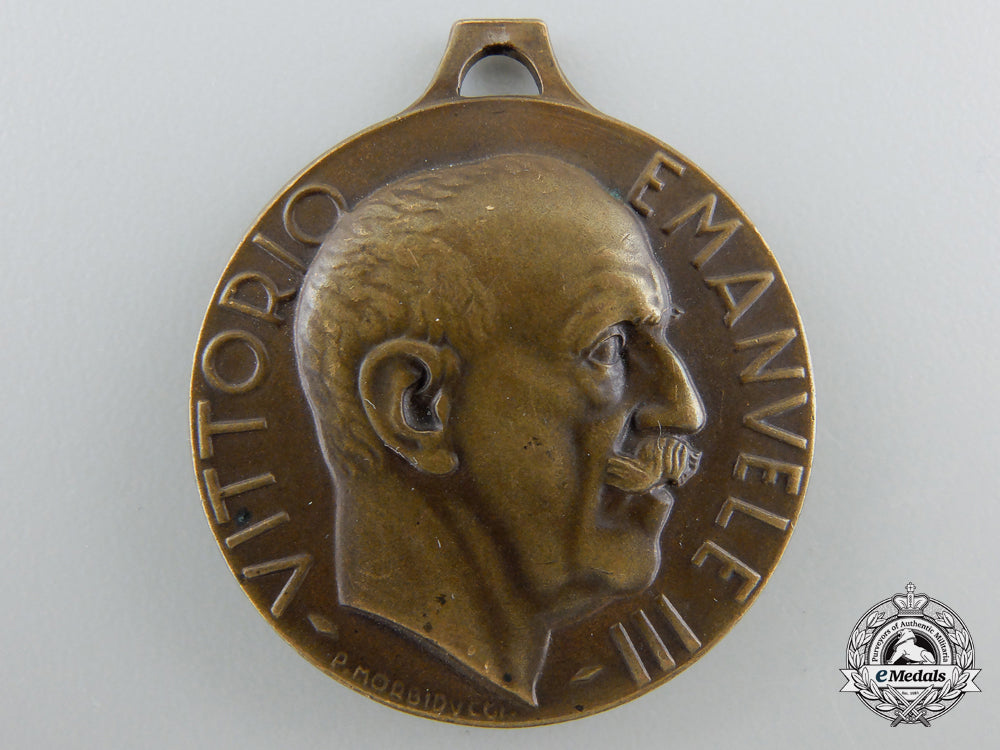 VITTORIO EMANVELE III
P. MORBIDVCCI.
Purveyors of Authentic Militaria
eMedals